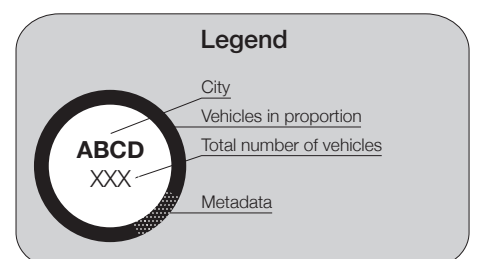 Legend
City
Vehicles in proportion
Total number of vehicles
ABCD
XXX
Metadata